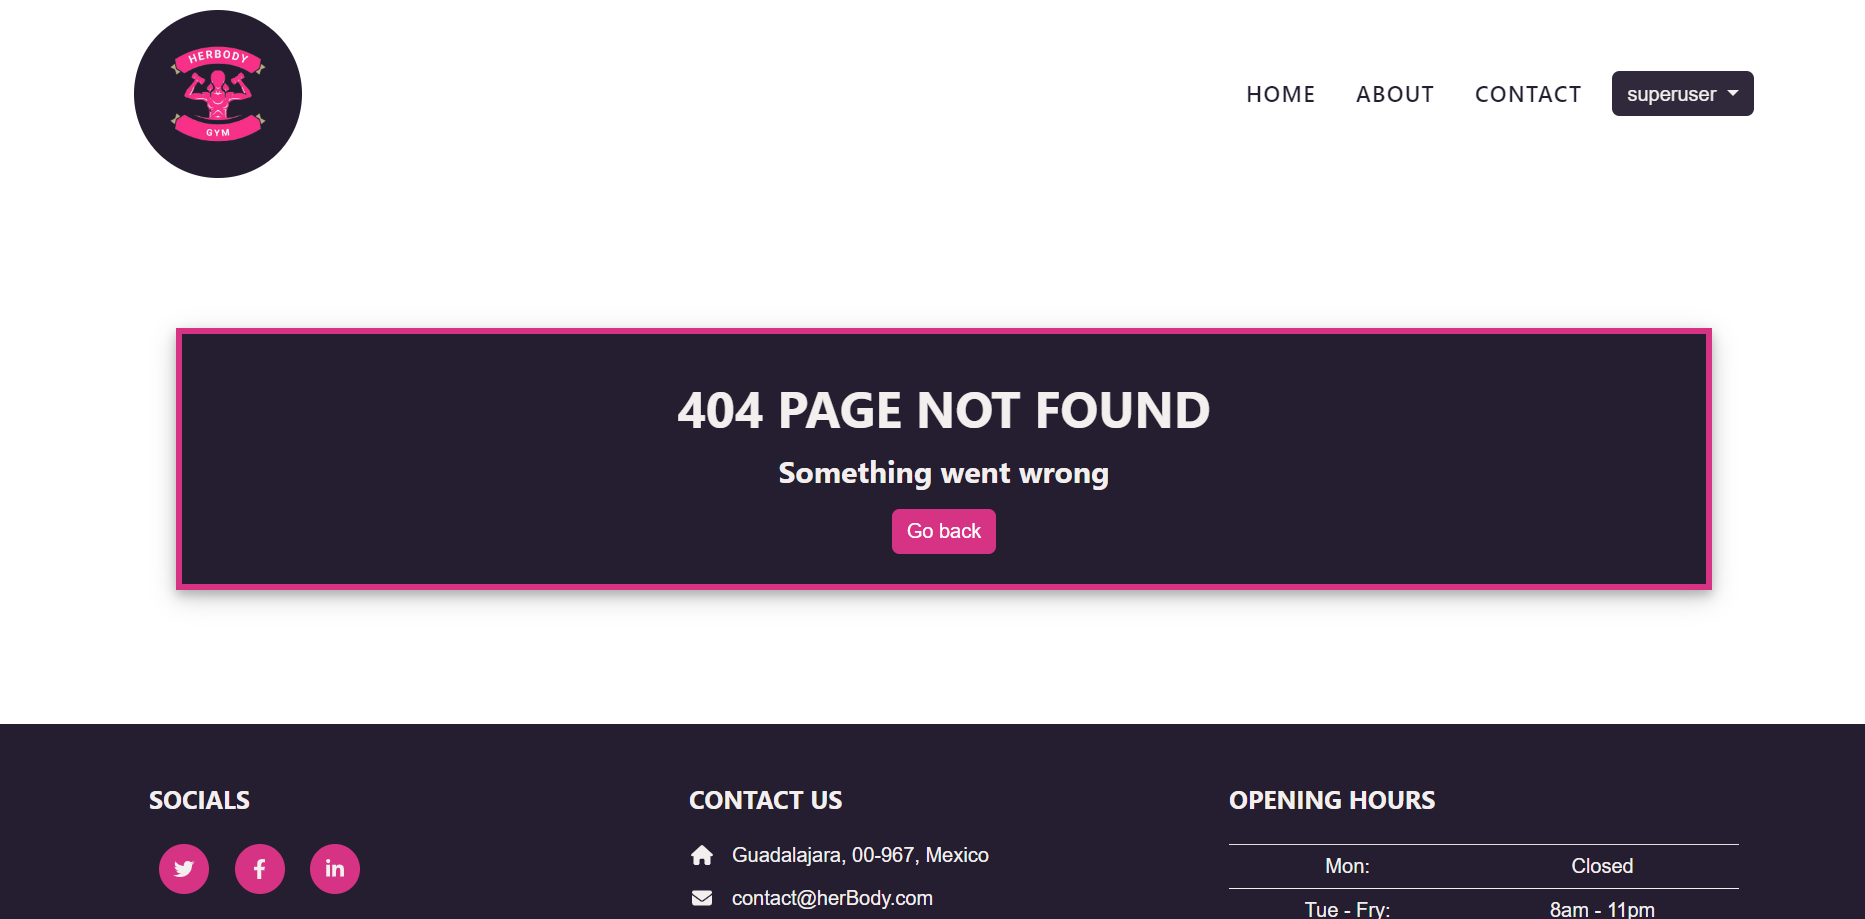 HERBODY
GYM
HOME ABOUT CONTACT superuser
404 PAGE NOT FOUND
Something went wrong
Go back
SOCIALS
CONTACT US
Guadalajara, 00-967, Mexico
contact@herBody.com
OPENING HOURS
Mon: Closed
Tue - Fry: 8am - 11pm